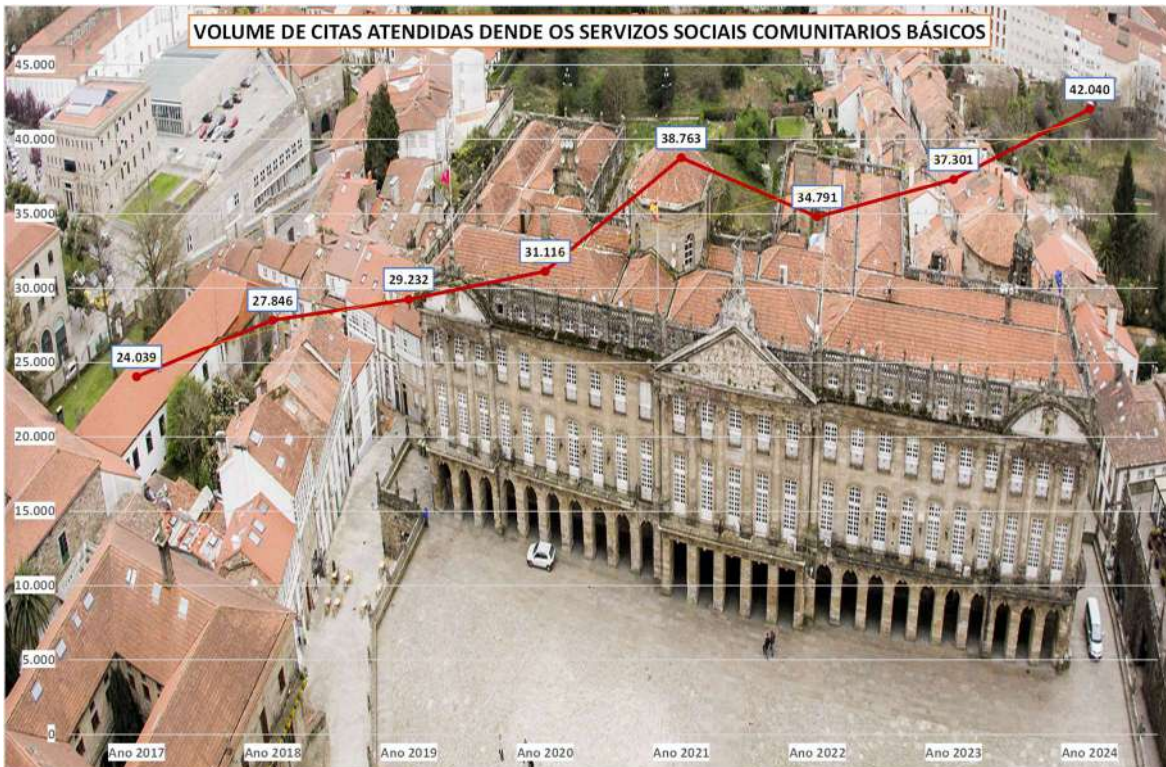 VOLUME DE CITAS ATENDIDAS DENDE OS SERVIZOS SOCIAIS COMUNITARIOS BÁSICOS
45.000
40.000
35.000
30.000
25.000
20.000
15.000
10.000
5.000
0
24.039
27.846
29.232
31.116
38.763
34.791
37.301
42.040
Ano 2017
Ano 2018
Ano 2019
Ano 2020
Ano 2021
Ano 2022
Ano 2023
Ano 2024